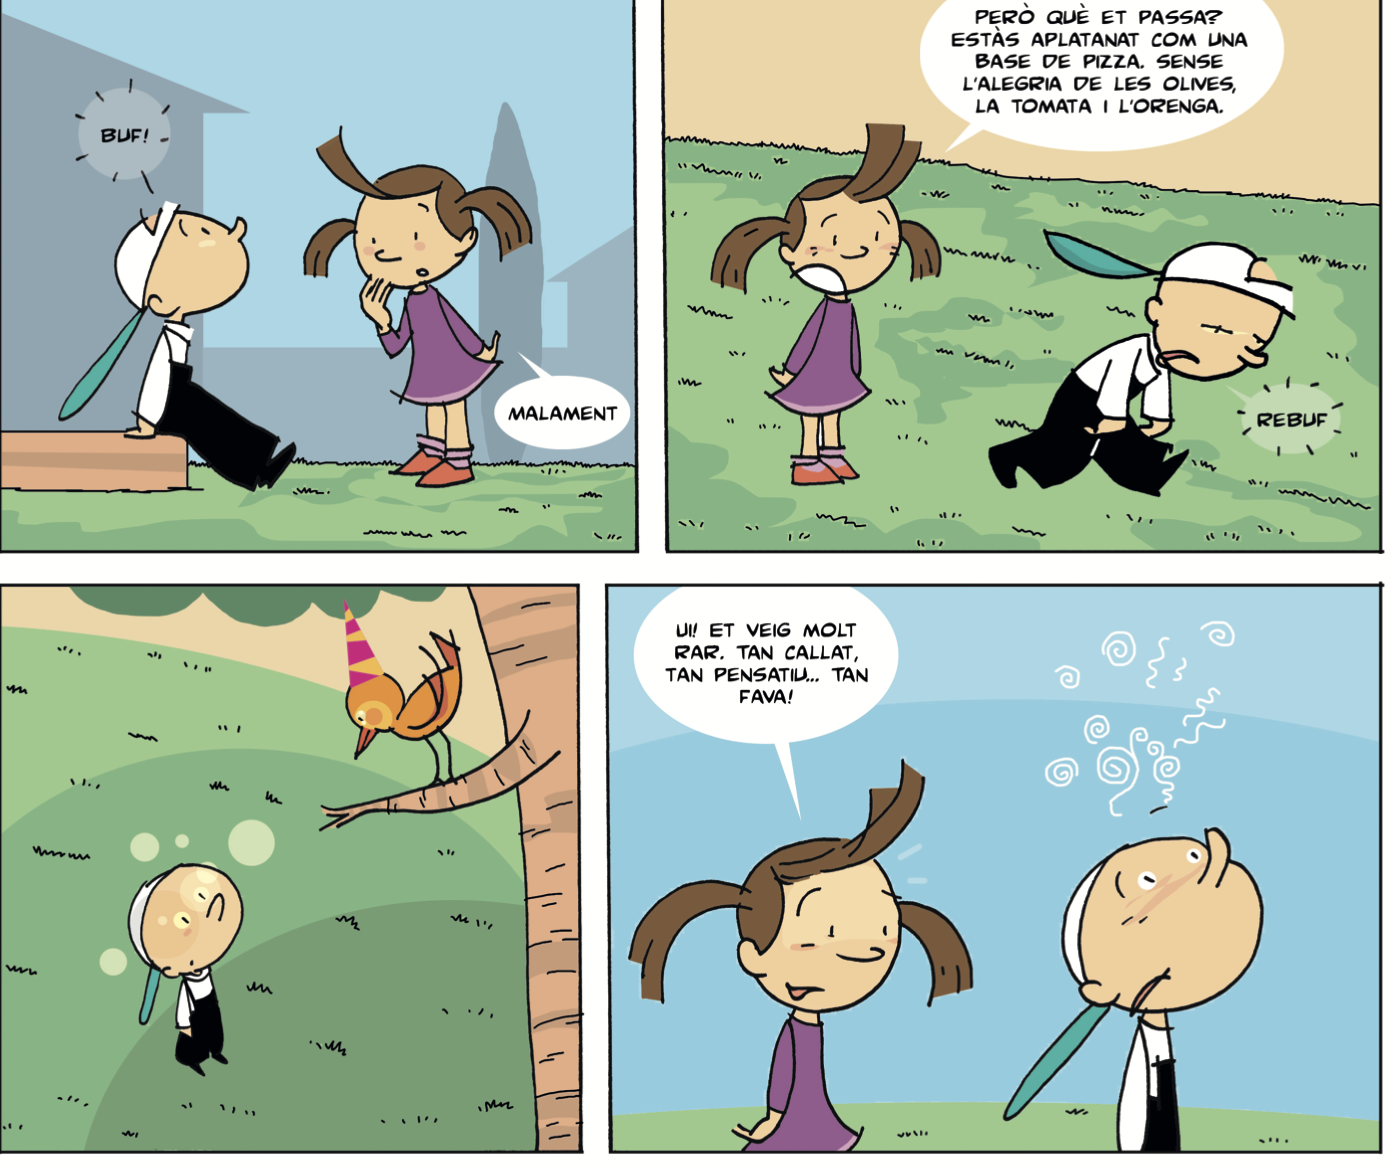 BUF!
MALAMENT
PERÒ QUÈ ET PASSA?
ESTÀS APLATANAT COM UNA
BASE DE PIZZA. SENSE
L'ALEGRIA DE LES OLIVES,
LA TOMATA I L'ORENGA.
REBUF
UI! ET VEIG MOLT
RAR. TAN CALLAT,
TAN PENSATIU... TAN
FAVA!